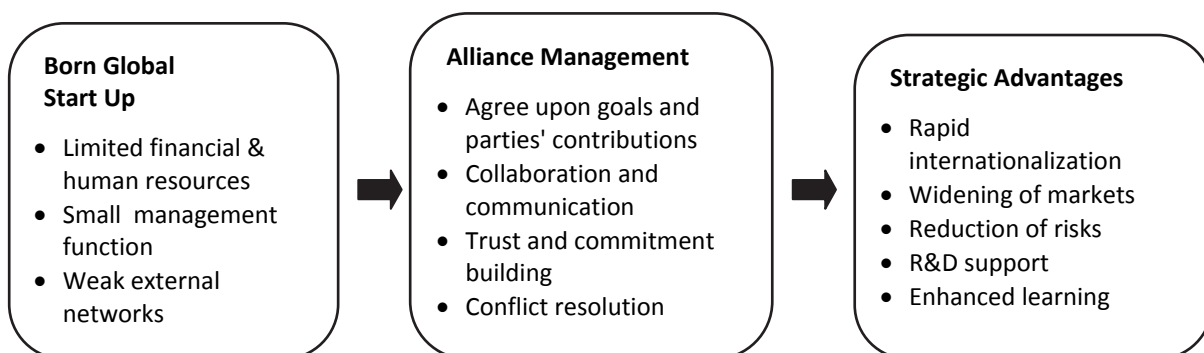 Born Global
Start Up
• Limited financial &
human resources
• Small management
function
• Weak external
networks
Alliance Management
• Agree upon goals and
parties' contributions
• Collaboration and
communication
• Trust and commitment
building
• Conflict resolution
Strategic Advantages
• Rapid
internationalization
• Widening of markets
• Reduction of risks
• R&D support
• Enhanced learning